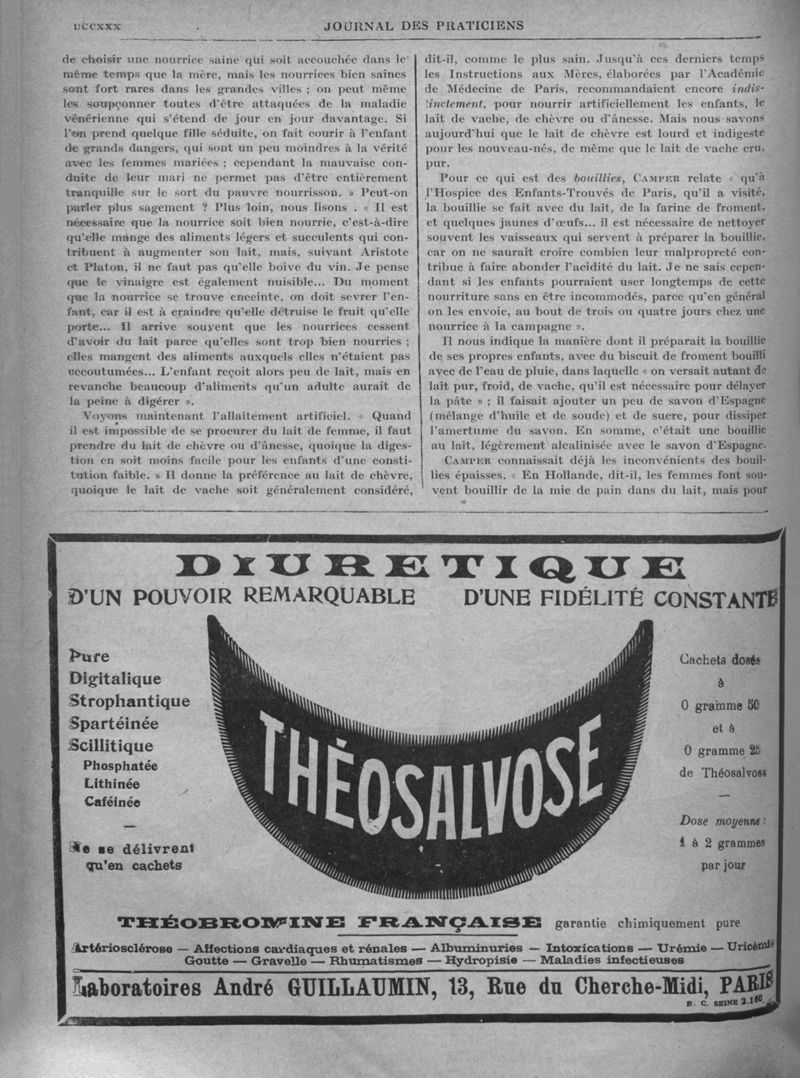 DCCXXX
JOURNAL DES PRATICIENS
de choisir une nourrice saine qui soit accouchée dans le
même temps que la mère, mais les nourrices bien saines
sont fort rares dans les grandes villes ; on peut même
les soupçonner toutes d'être attaquées de la maladie
vénérienne qui s'étend de jour en jour davantage. Si
l'on prend quelque fille séduite, on fait courir à l'enfant
de grands dangers, qui sont un peu moindres à la vérité
avec les femmes mariées ; cependant la mauvaise con-
duite de leur mari ne permet pas d'être entièrement
tranquille sur le sort du pauvre nourrisson. » Peut-on
parler plus sagement ? Plus loin, nous lisons . « Il est
nécessaire que la nourrice soit bien nourrie, c'est-à-dire
qu'elle mange des aliments légers et succulents qui con-
tribuent à augmenter son lait, mais, suivant Aristote
et Platon, il ne faut pas qu'elle boive du vin. Je pense
que le vinaigre est également nuisible... Du moment
que la nourrice se trouve enceinte, on doit sevrer l'en-
fant, car il est à craindre qu'elle détruise le fruit qu'elle
porte... Il arrive souvent que les nourrices cessent
d'avoir du lait parce qu'elles sont trop bien nourries ;
elles mangent des aliments auxquels elles n'étaient pas
accoutumées... L'enfant reçoit alors peu de lait, mais en
revanche beaucoup d'aliments qu'un adulte aurait de
la peine à digérer ».
Voyons maintenant l'allaitement artificiel. « Quand
il est impossible de se procurer du lait de femme, il faut
prendre du lait de chèvre ou d'ânesse, quoique la diges-
tion en soit moins facile pour les enfants d'une consti-
tution faible. » Il donne la préférence au lait de chèvre,
quoique le lait de vache soit généralement considéré,
dit-il, comme le plus sain. Jusqu'à ces derniers temps
les Instructions aux Mères, élaborées par l'Académie
de Médecine de Paris, recommandaient encore indis-
tinctement, pour nourrir artificiellement les enfants, le
lait de vache, de chèvre ou d'ânesse. Mais nous savons
aujourd'hui que le lait de chèvre est lourd et indigeste
pour les nouveau-nés, de même que le lait de vache cru,
pur.
Pour ce qui est des bouillies, CAMPER relate « qu'à
l'Hospice des Enfants-Trouvés de Paris, qu'il a visité,
la bouillie se fait avec du lait, de la farine de froment,
et quelques jaunes d'œufs... il est nécessaire de nettoyer
souvent les vaisseaux qui servent à préparer la bouillie,
car on ne saurait croire combien leur malpropreté con-
tribue à faire abonder l'acidité du lait. Je ne sais cepen-
dant si les enfants pourraient user longtemps de cette
nourriture sans en être incommodés, parce qu'en général
on les envoie, au bout de trois ou quatre jours chez une
nourrice à la campagne ».
Il nous indique la manière dont il préparait la bouillie
de ses propres enfants, avec du biscuit de froment bouilli
avec de l'eau de pluie, dans laquelle « on versait autant de
lait pur, froid, de vache, qu'il est nécessaire pour délayer
la pâte » ; il faisait ajouter un peu de savon d'Espagne
(mélange d'huile et de soude) et de sucre, pour dissiper
l'amertume du savon. En somme, c'était une bouillie
au lait, légèrement alcalinisée avec le savon d'Espagne.
CAMPER connaissait déjà les inconvénients des bouil-
lies épaisses. « En Hollande, dit-il, les femmes font sou-
vent bouillir de la mie de pain dans du lait, mais pour
DIURETIQUE
D'UN POUVOIR REMARQUABLE D'UNE FIDÉLITÉ CONSTANTE
Pure
Digitalique
Strophantique
Spartéinée
Scillitique
Phosphatée
Lithinée
Caféinée
—
Ne se délivrent
qu'en cachets
THÉOSALVOSE
Cachets dosés
à
0 gramme 50
et à
0 gramme 25
de Théosalvose
—
Dose moyenne :
1 à 2 grammes
par jour
THÉOBROMINE FRANÇAISE garantie chimiquement pure
Artériosclérose — Affections cardiaques et rénales — Albuminuries — Intoxications — Urémie — Uricémie
Goutte — Gravelle — Rhumatismes — Hydropisie — Maladies infectieuses
Laboratoires André GUILLAUMIN, 13, Rue du Cherche-Midi, PARIS
R. C. SEINE 2.160